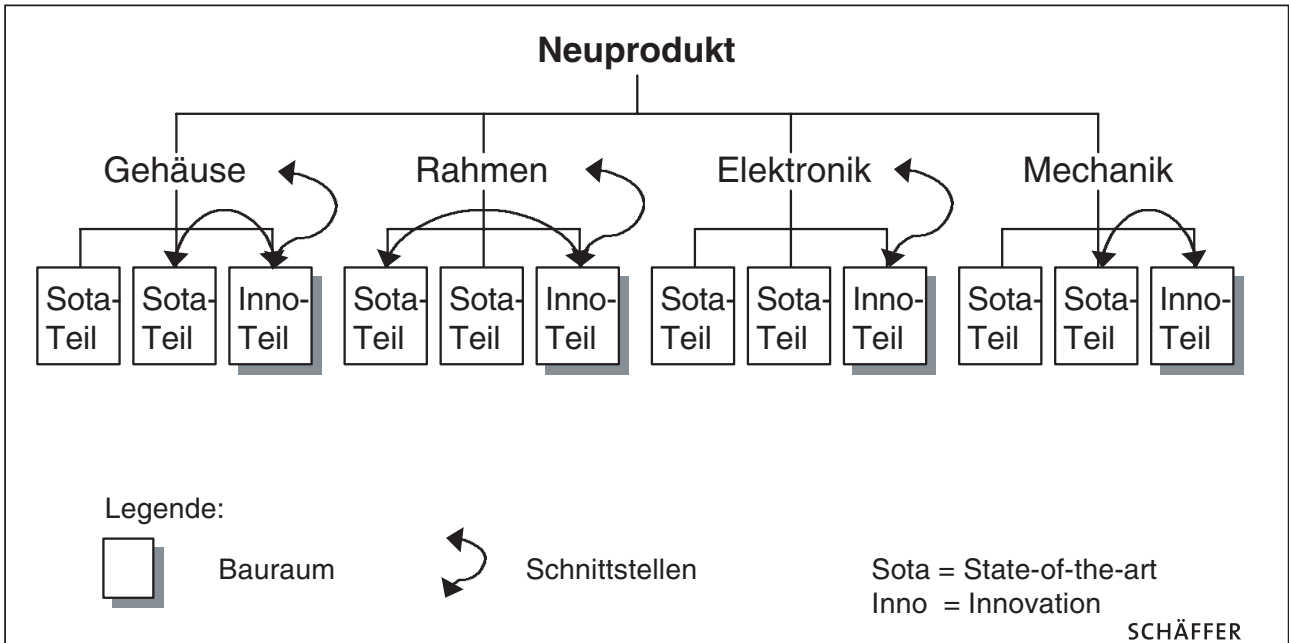 Neuprodukt
Gehäuse Rahmen Elektronik Mechanik
Sota- Sota- Inno- Sota- Sota- Inno- Sota- Sota- Inno- Sota- Sota- Inno-
Teil Teil Teil Teil Teil Teil Teil Teil Teil Teil Teil Teil
Legende:
Bauraum Schnittstellen Sota = State-of-the-art
Inno = Innovation
SCHÄFFER